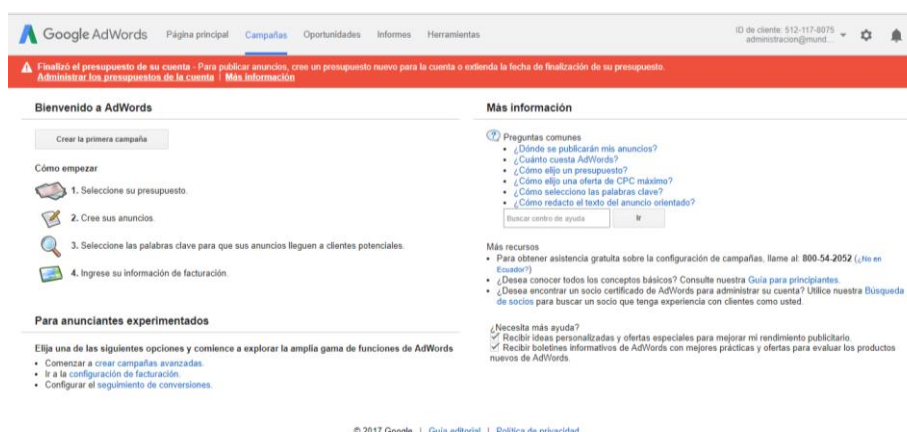 Google AdWords Página principal Campañas Oportunidades Informes Herramientas
ID de cliente: 512-117-8075
administracion@mund...
Finalizó el presupuesto de su cuenta - Para publicar anuncios, cree un presupuesto nuevo para la cuenta o extienda la fecha de finalización de su presupuesto.
Administrar los presupuestos de la cuenta | Más información
Bienvenido a AdWords
Crear la primera campaña
Cómo empezar
1. Seleccione su presupuesto.
2. Cree sus anuncios.
3. Seleccione las palabras clave para que sus anuncios lleguen a clientes potenciales.
4. Ingrese su información de facturación.
Para anunciantes experimentados
Elija una de las siguientes opciones y comience a explorar la amplia gama de funciones de AdWords
• Comenzar a crear campañas avanzadas.
• Ir a la configuración de facturación.
• Configurar el seguimiento de conversiones.
Más información
Preguntas comunes
• ¿Dónde se publicarán mis anuncios?
• ¿Cuánto cuesta AdWords?
• ¿Cómo elijo un presupuesto?
• ¿Cómo elijo una oferta de CPC máximo?
• ¿Cómo selecciono las palabras clave?
• ¿Cómo redacto el texto del anuncio orientado?
Buscar centro de ayuda Ir
Más recursos
• Para obtener asistencia gratuita sobre la configuración de campañas, llame al: 800-54-2052 (¿No en
Ecuador?)
• ¿Desea conocer todos los conceptos básicos? Consulte nuestra Guía para principiantes.
• ¿Desea encontrar un socio certificado de AdWords para administrar su cuenta? Utilice nuestra Búsqueda
de socios para buscar un socio que tenga experiencia con clientes como usted.
¿Necesita más ayuda?
Recibir ideas personalizadas y ofertas especiales para mejorar mi rendimiento publicitario.
Recibir boletines informativos de AdWords con mejores prácticas y ofertas para evaluar los productos
nuevos de AdWords.
© 2017 Google | Guía editorial | Política de privacidad